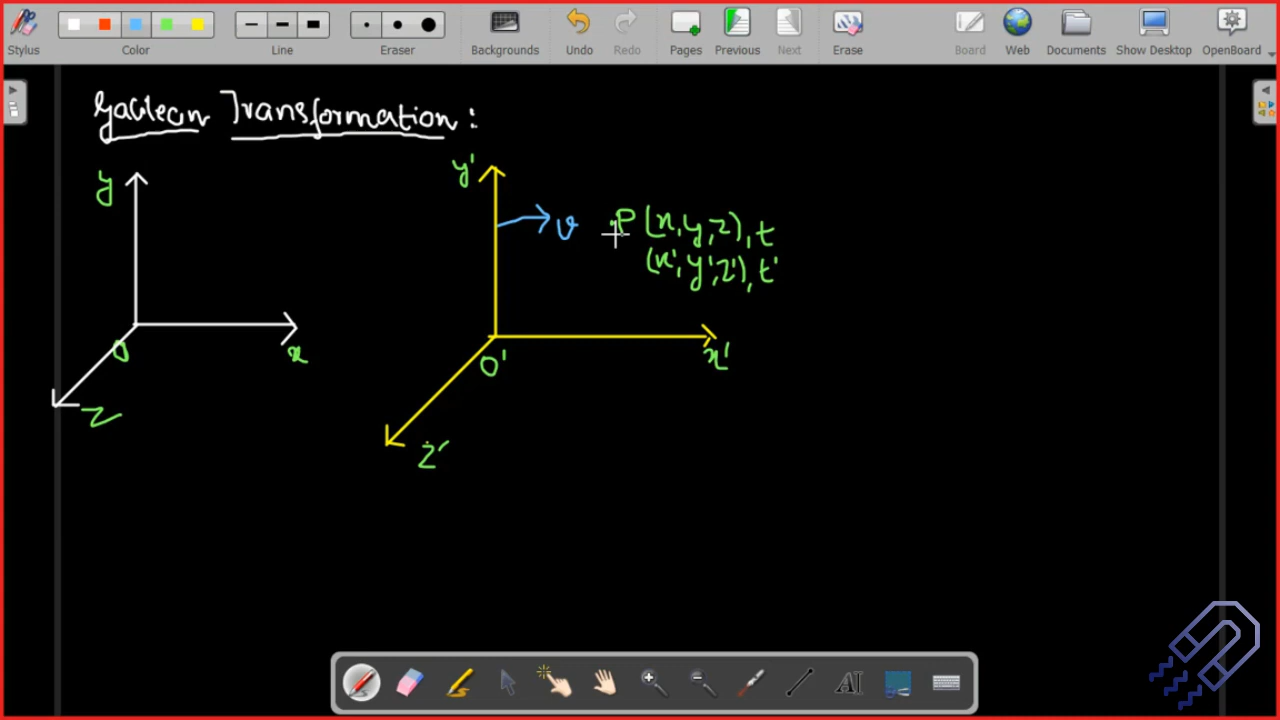 Stylus
Color
Line
Eraser
Backgrounds
Undo
Redo
Pages
Previous
Next
Erase
Board
Web
Documents
Show Desktop
OpenBoard
Galilean Transformation :
y
y'
v
P (x, y, z), t
(x', y', z'), t'
O
x
O'
x'
z
z'
AI